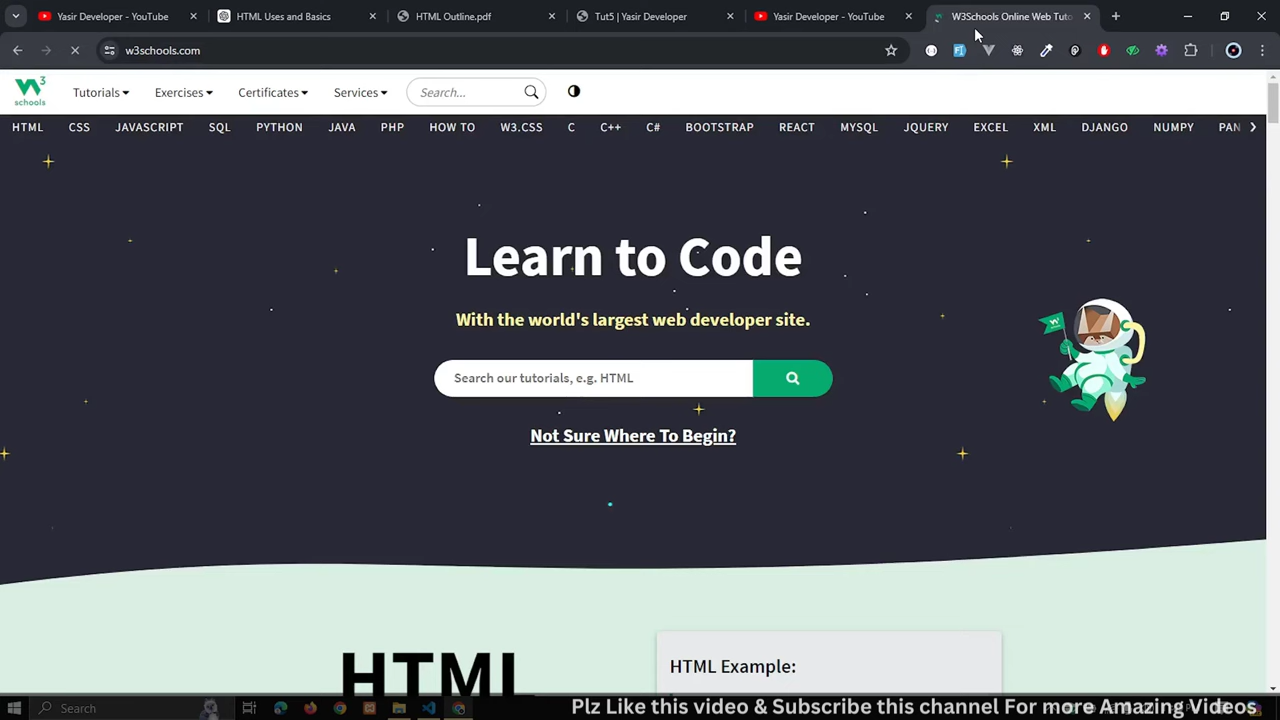 Yasir Developer - YouTube
HTML Uses and Basics
HTML Outline.pdf
Tut5 | Yasir Developer
Yasir Developer - YouTube
W3Schools Online Web Tuto
w3schools.com
W3 schools
Tutorials
Exercises
Certificates
Services
Search...
HTML CSS JAVASCRIPT SQL PYTHON JAVA PHP HOW TO W3.CSS C C++ C# BOOTSTRAP REACT MYSQL JQUERY EXCEL XML DJANGO NUMPY PAN
Learn to Code
With the world's largest web developer site.
Search our tutorials, e.g. HTML
Not Sure Where To Begin?
HTML
HTML Example:
Search
Plz Like this video & Subscribe this channel For more Amazing Videos